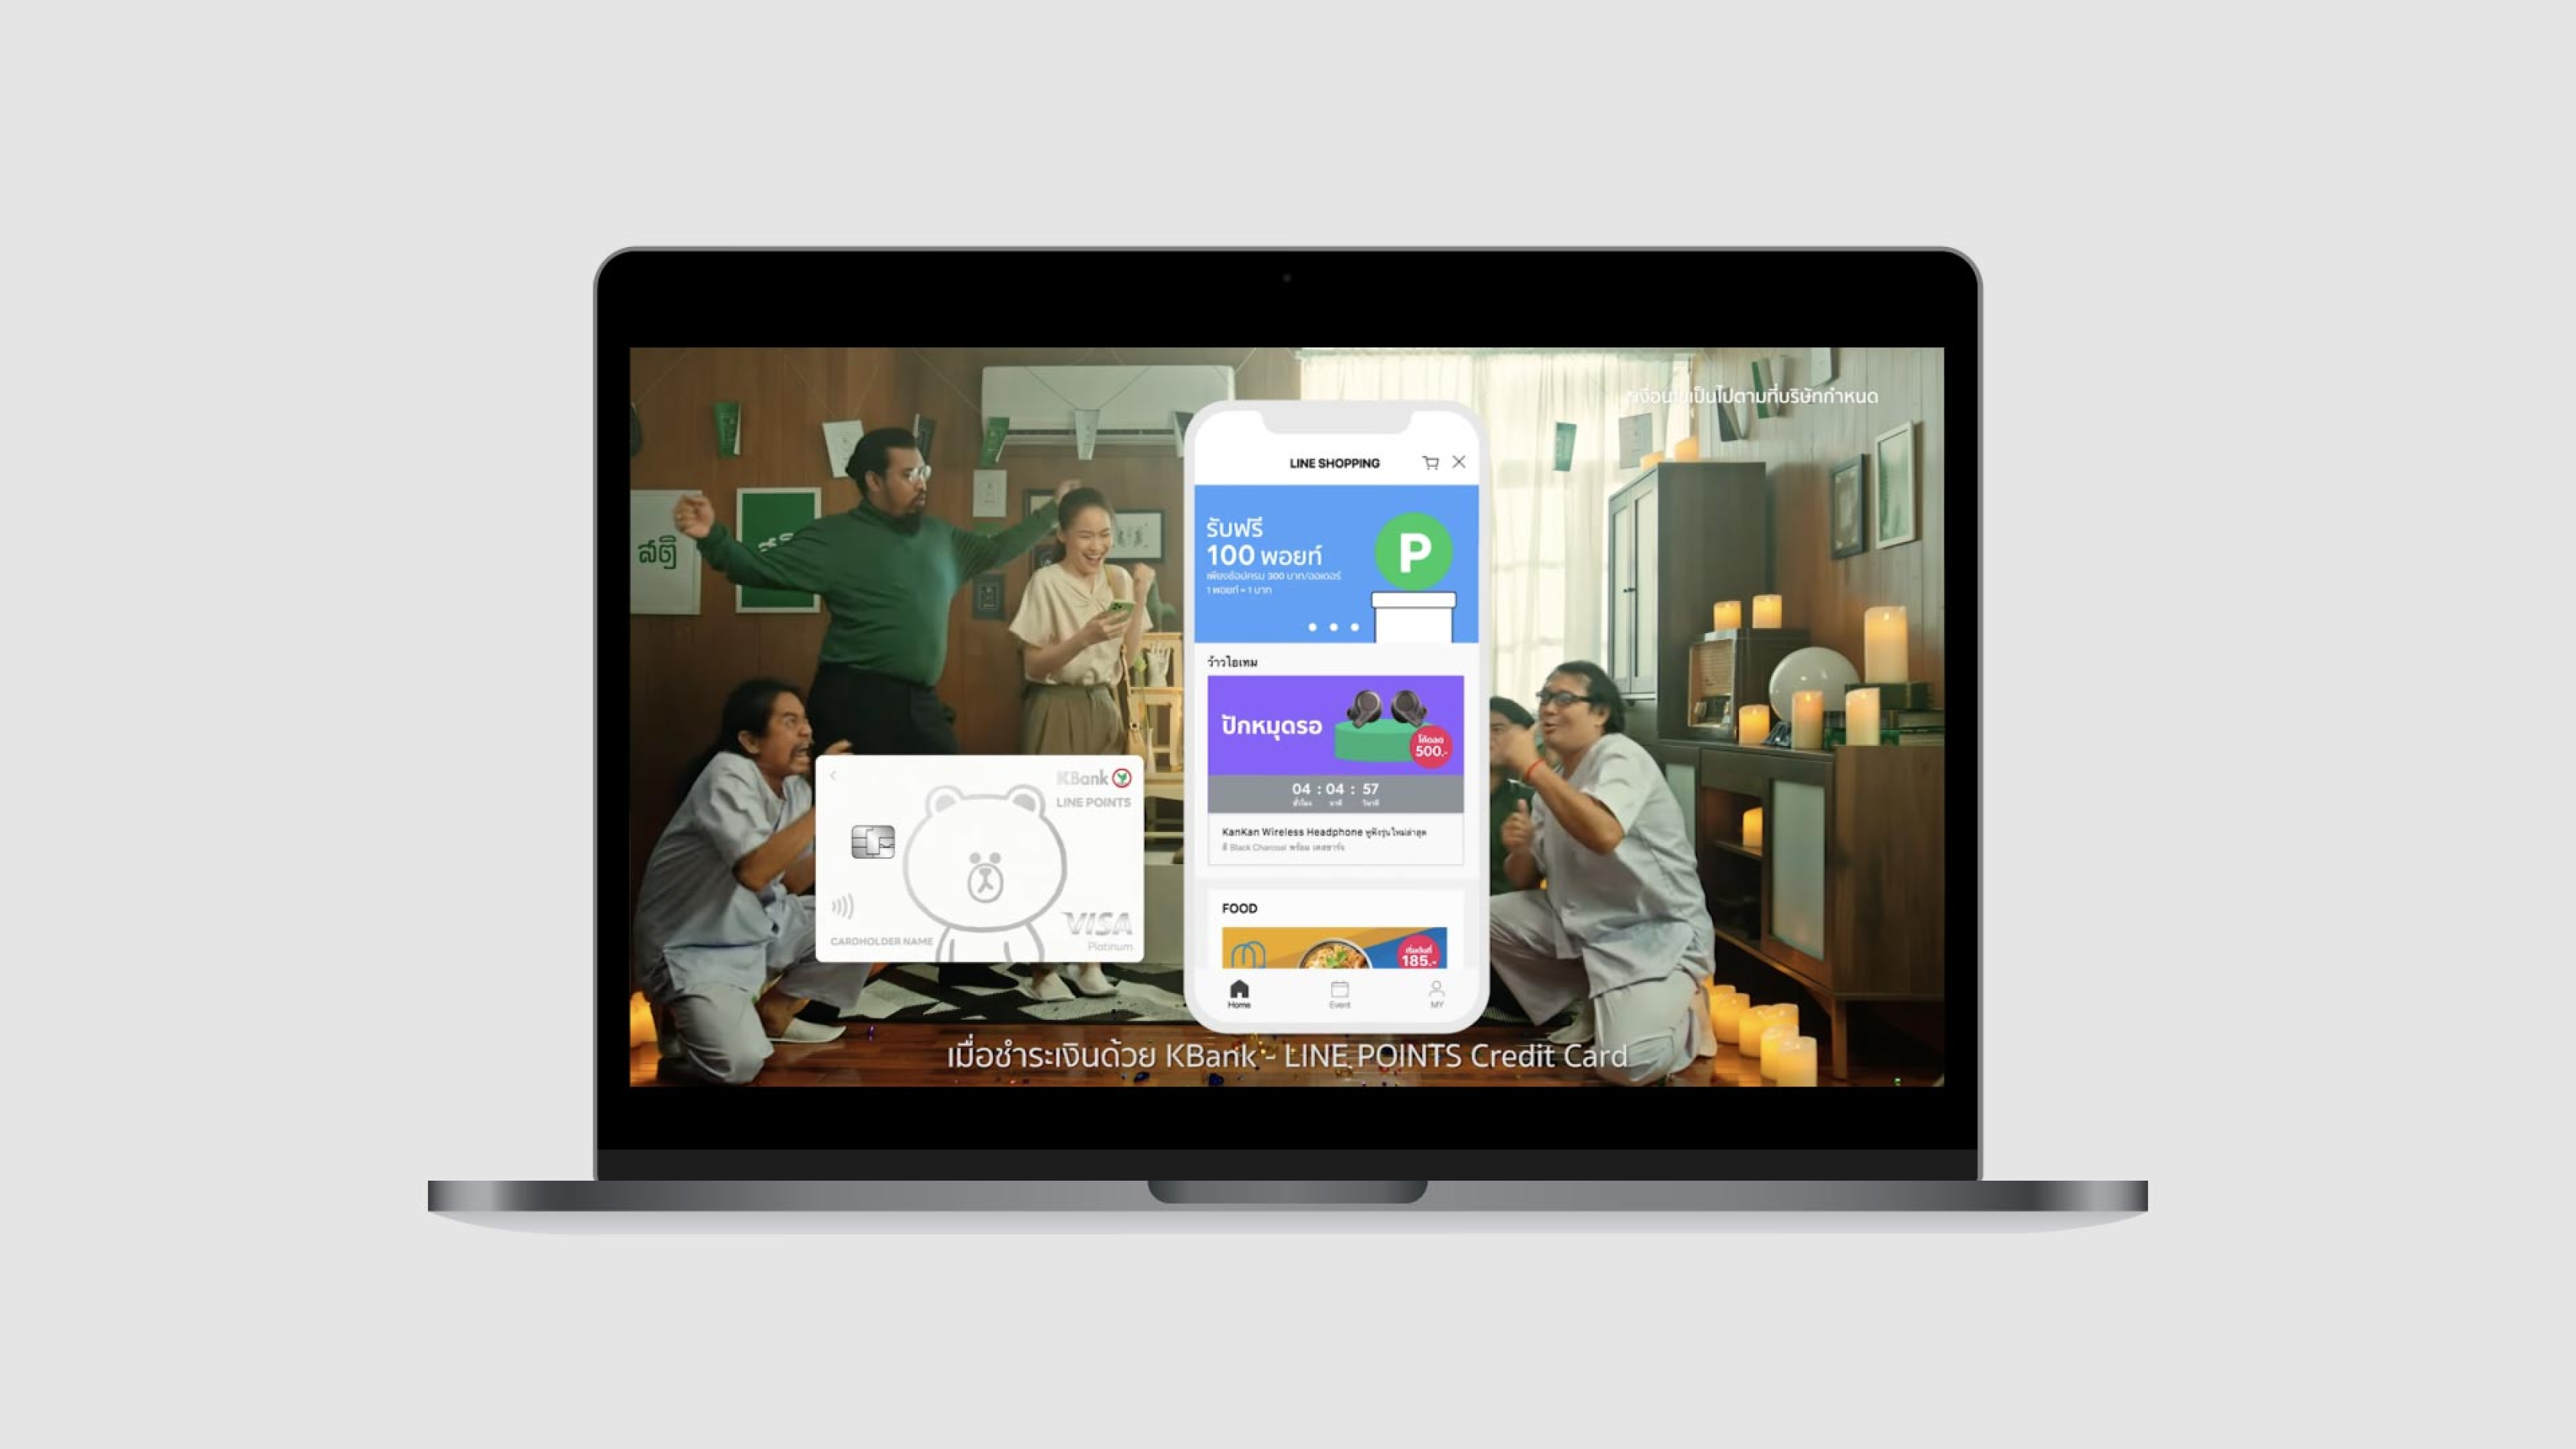 เงื่อนไขเป็นไปตามที่บริษัทกำหนด
สติ
LINE SHOPPING
รับฟรี
100 พอยท์
เพียงช้อปครบ 300 บาท/ออเดอร์
1 พอยท์ = 1 บาท
P
ว้าวไอเทม
ปักหมุดรอ
โค้ดลด
500.-
04 : 04 : 57
ชั่วโมง นาที วินาที
KanKan Wireless Headphone หูฟังรุ่นใหม่ล่าสุด
สี Black Charcoal พร้อม เคสชาร์จ
FOOD
เริ่มต้นที่
185.-
Home Event MY
KBank
LINE POINTS
VISA
Platinum
CARDHOLDER NAME
เมื่อชำระเงินด้วย KBank - LINE POINTS Credit Card